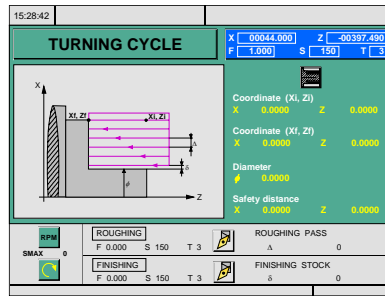 15:28:42
TURNING CYCLE
X 00044.000 Z -00397.490
F 1.000 S 150 T 3
X
Xf, Zf Xi, Zi
Δ
δ
ϕ
Z
Coordinate (Xi, Zi)
X 0.0000 Z 0.0000
Coordinate (Xf, Zf)
X 0.0000 Z 0.0000
Diameter
ϕ 0.0000
Safety distance
X 0.0000 Z 0.0000
RPM
SMAX 0
ROUGHING
F 0.000 S 150 T 3
ROUGHING PASS
Δ 0
FINISHING
F 0.000 S 150 T 3
FINISHING STOCK
δ 0